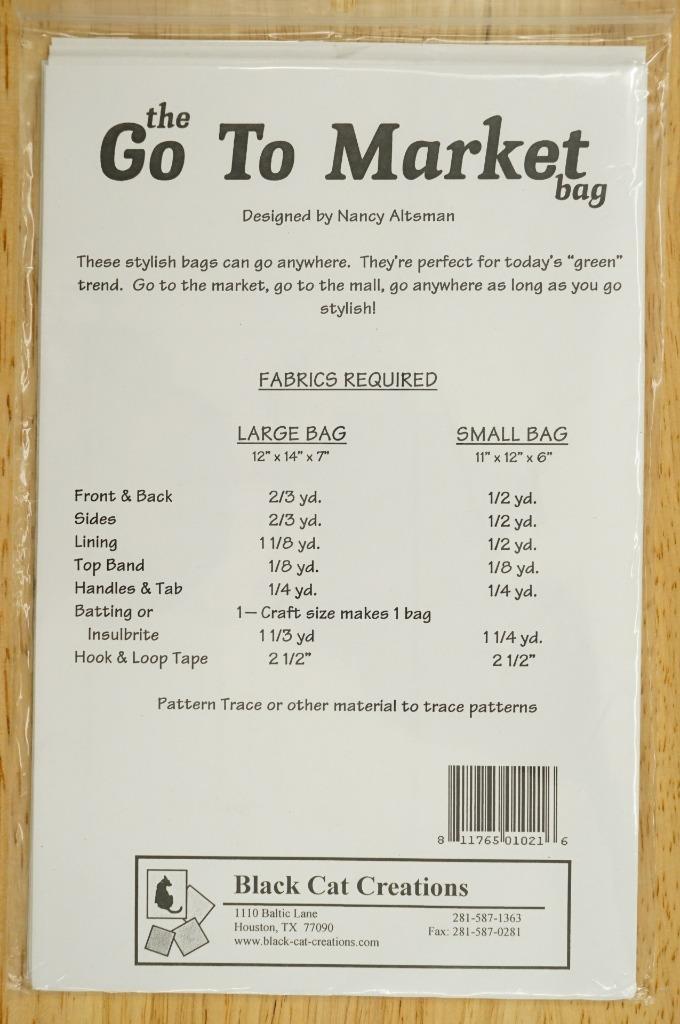 the
Go To Market
bag
Designed by Nancy Altsman
These stylish bags can go anywhere. They're perfect for today's "green"
trend. Go to the market, go to the mall, go anywhere as long as you go
stylish!
FABRICS REQUIRED
LARGE BAG SMALL BAG
12" x 14" x 7" 11" x 12" x 6"
Front & Back 2/3 yd. 1/2 yd.
Sides 2/3 yd. 1/2 yd.
Lining 1 1/8 yd. 1/2 yd.
Top Band 1/8 yd. 1/8 yd.
Handles & Tab 1/4 yd. 1/4 yd.
Batting or 1— Craft size makes 1 bag
Insulbrite 1 1/3 yd 1 1/4 yd.
Hook & Loop Tape 2 1/2" 2 1/2"
Pattern Trace or other material to trace patterns
8 11765 01021 6
Black Cat Creations
1110 Baltic Lane 281-587-1363
Houston, TX 77090 Fax: 281-587-0281
www.black-cat-creations.com